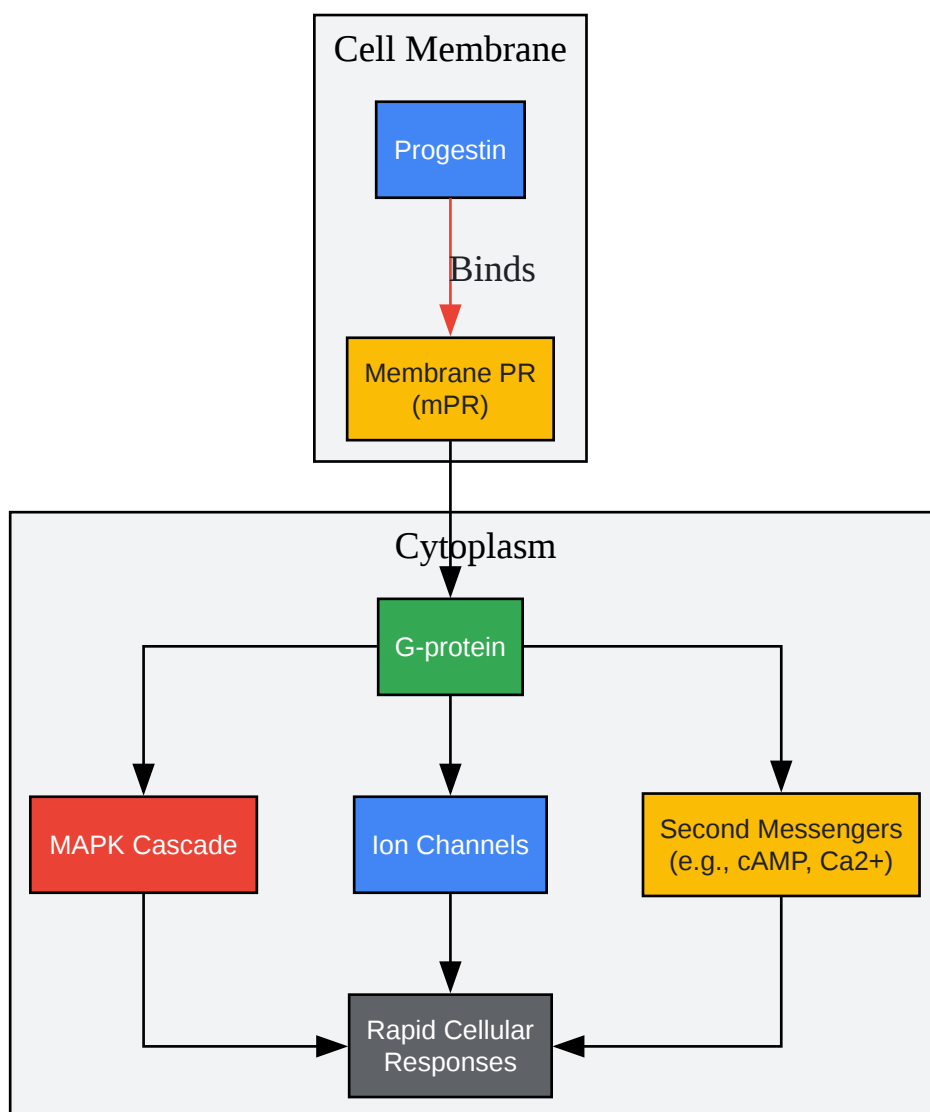 Cell Membrane
Progestin
Binds
Membrane PR
(mPR)
Cytoplasm
G-protein
MAPK Cascade
Ion Channels
Second Messengers
(e.g., cAMP, Ca2+)
Rapid Cellular
Responses